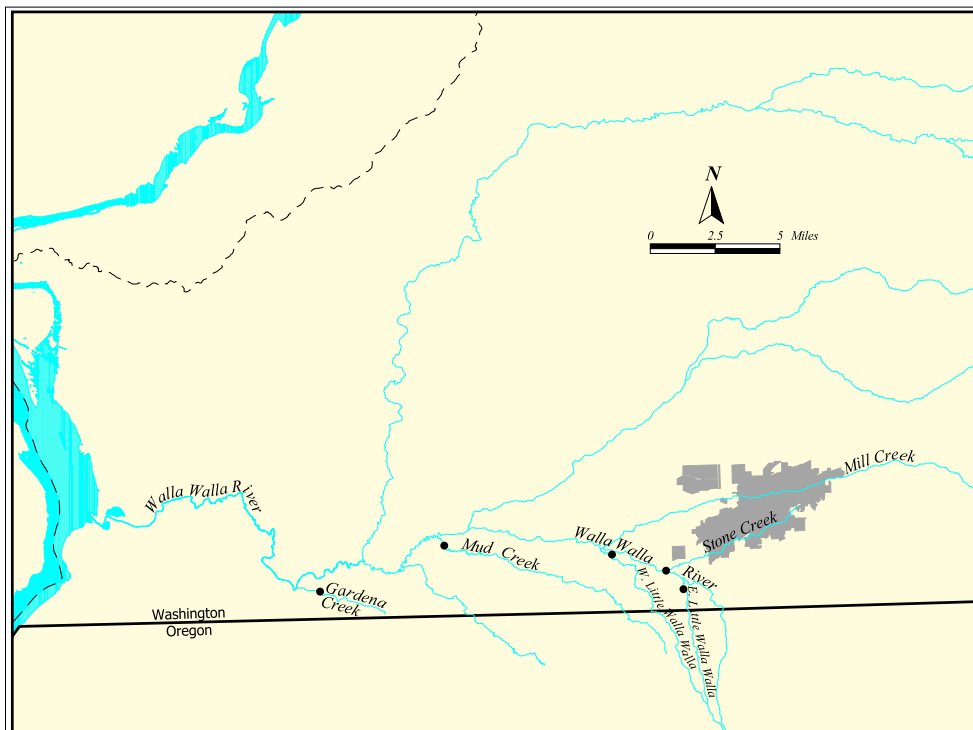 N
0 2.5 5 Miles
Mill Creek
Walla Walla River
Stone Creek
Walla Walla
River
Mud Creek
W. Little Walla Walla
E. Little Walla Walla
Gardena
Creek
Washington
Oregon